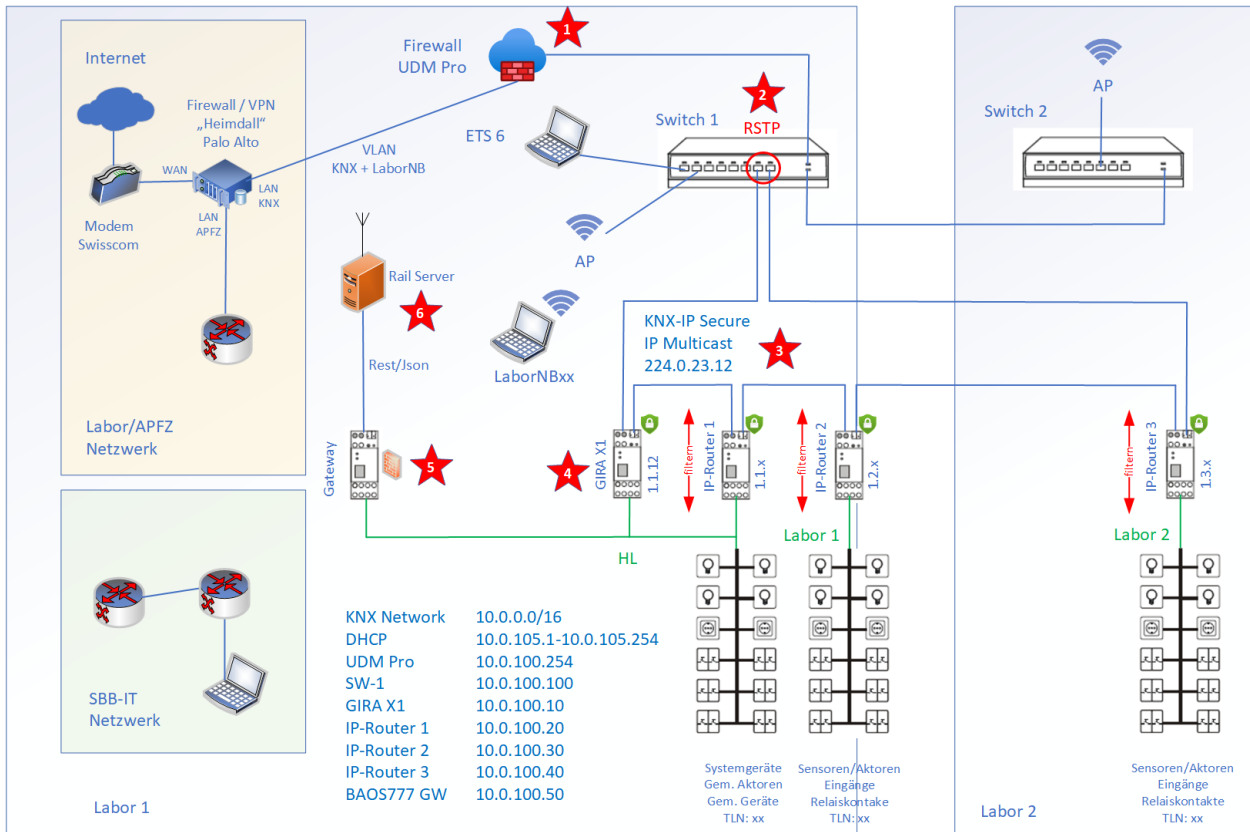 Internet
Firewall / VPN
„Heimdall“
Palo Alto
WAN
LAN
KNX
LAN
APFZ
Modem
Swisscom
Labor/APFZ
Netzwerk
SBB-IT
Netzwerk
Labor 1
Firewall
UDM Pro
1
VLAN
KNX + LaborNB
ETS 6
Switch 1
2
RSTP
AP
Switch 2
AP
Rail Server
6
Rest/Json
LaborNBxx
KNX-IP Secure
IP Multicast
224.0.23.12
3
Gateway
5
4
GIRA X1
1.1.12
filtern
IP-Router 1
1.1.x
filtern
IP-Router 2
1.2.x
filtern
IP-Router 3
1.3.x
HL
Labor 1
Labor 2
KNX Network 10.0.0.0/16
DHCP 10.0.105.1-10.0.105.254
UDM Pro 10.0.100.254
SW-1 10.0.100.100
GIRA X1 10.0.100.10
IP-Router 1 10.0.100.20
IP-Router 2 10.0.100.30
IP-Router 3 10.0.100.40
BAOS777 GW 10.0.100.50
Systemgeräte
Gem. Aktoren
Gem. Geräte
TLN: xx
Sensoren/Aktoren
Eingänge
Relaiskontake
TLN: xx
Sensoren/Aktoren
Eingänge
Relaiskontakte
TLN: xx
Labor 2